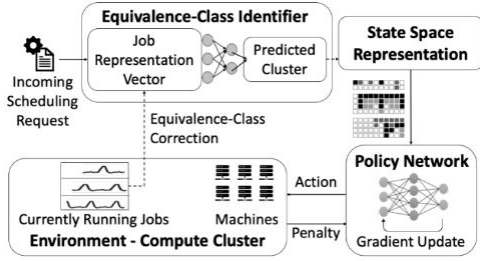 Equivalence-Class Identifier
Job
Representation
Vector
Predicted
Cluster
State Space
Representation
Incoming
Scheduling
Request
Equivalence-Class
Correction
Policy Network
Gradient Update
Action
Penalty
Currently Running Jobs
Machines
Environment - Compute Cluster